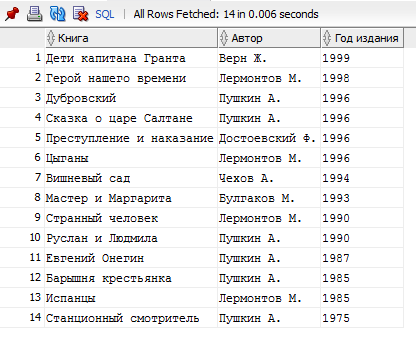 SQL | All Rows Fetched: 14 in 0.006 seconds
Книга Автор Год издания
1 Дети капитана Гранта Верн Ж. 1999
2 Герой нашего времени Лермонтов М. 1998
3 Дубровский Пушкин А. 1996
4 Сказка о царе Салтане Пушкин А. 1996
5 Преступление и наказание Достоевский Ф. 1996
6 Цыганы Лермонтов М. 1996
7 Вишневый сад Чехов А. 1994
8 Мастер и Маргарита Булгаков М. 1993
9 Странный человек Лермонтов М. 1990
10 Руслан и Людмила Пушкин А. 1990
11 Евгений Онегин Пушкин А. 1987
12 Барышня крестьянка Пушкин А. 1985
13 Испанцы Лермонтов М. 1985
14 Станционный смотритель Пушкин А. 1975